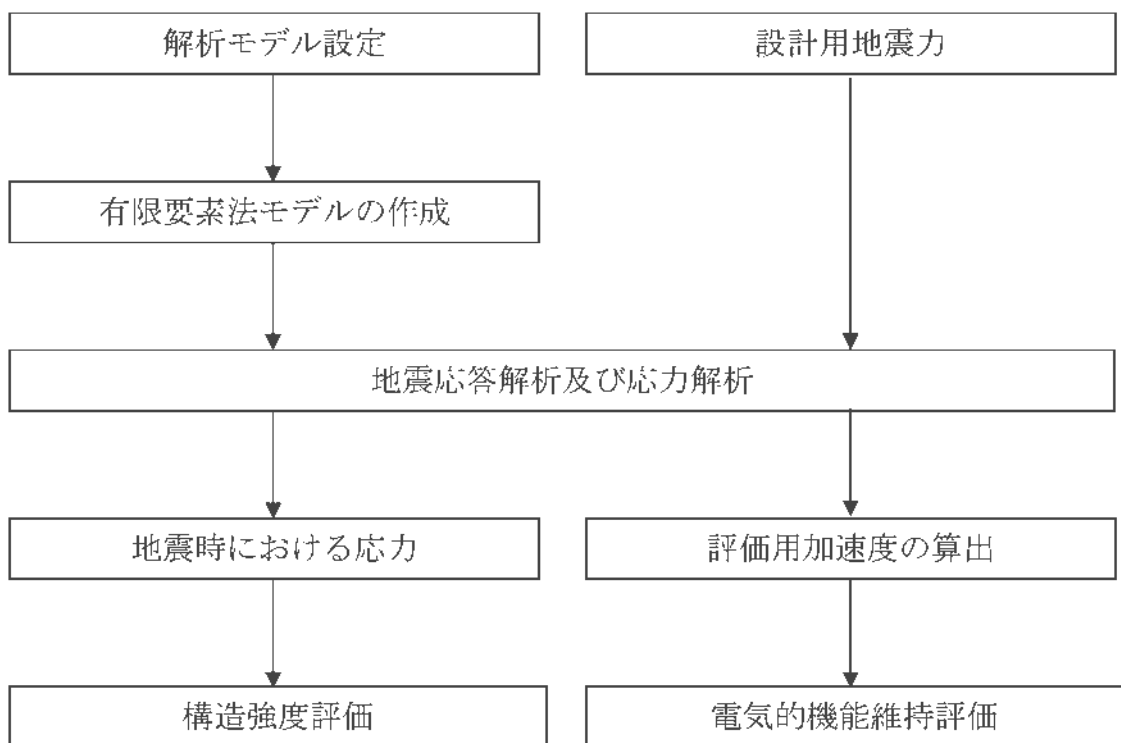 解析モデル設定
設計用地震力
有限要素法モデルの作成
地震応答解析及び応力解析
地震時における応力
評価用加速度の算出
構造強度評価
電気的機能維持評価